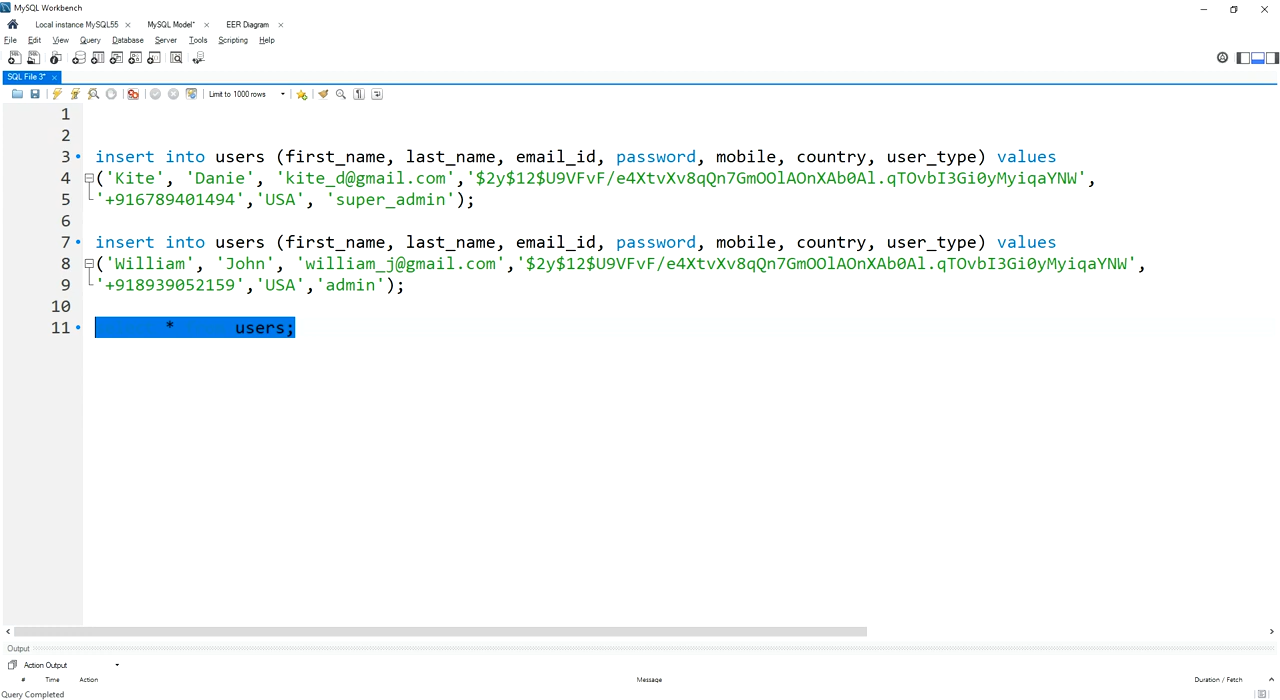 MySQL Workbench
Local instance MySQL55 MySQL Model* EER Diagram
File Edit View Query Database Server Tools Scripting Help
SQL File 3*
Limit to 1000 rows
1
2
3 insert into users (first_name, last_name, email_id, password, mobile, country, user_type) values
4 ('Kite', 'Danie', 'kite_d@gmail.com','$2y$12$U9VFvF/e4XtvXv8qQn7GmOOlAOnXAb0Al.qTOvbI3Gi0yMyiqaYNW',
5 '+916789401494','USA', 'super_admin');
6
7 insert into users (first_name, last_name, email_id, password, mobile, country, user_type) values
8 ('William', 'John', 'william_j@gmail.com','$2y$12$U9VFvF/e4XtvXv8qQn7GmOOlAOnXAb0Al.qTOvbI3Gi0yMyiqaYNW',
9 '+918939052159','USA','admin');
10
11 * users;
Output
Action Output
# Time Action Message Duration / Fetch
Query Completed